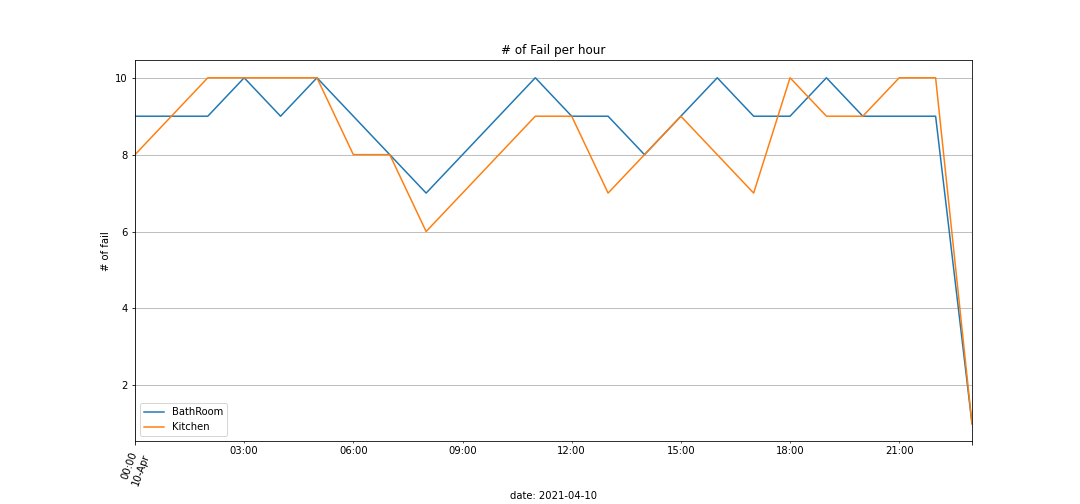 # of Fail per hour
10
8
6
4
2
# of fail
BathRoom
Kitchen
00:00
10-Apr
03:00
06:00
09:00
12:00
15:00
18:00
21:00
date: 2021-04-10